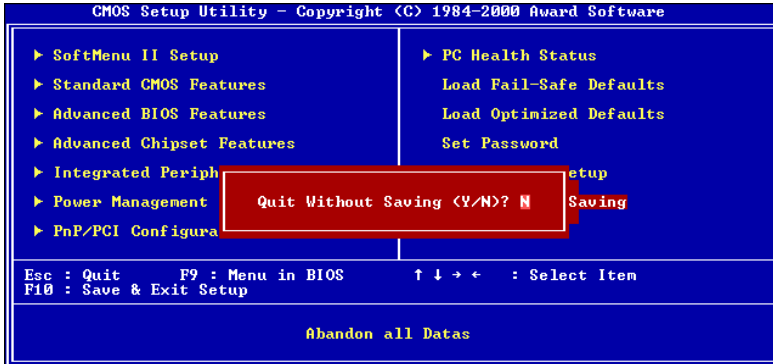 CMOS Setup Utility - Copyright (C) 1984-2000 Award Software
▶ SoftMenu II Setup
▶ Standard CMOS Features
▶ Advanced BIOS Features
▶ Advanced Chipset Features
▶ Integrated Periph
▶ Power Management
▶ PnP/PCI Configura
▶ PC Health Status
Load Fail-Safe Defaults
Load Optimized Defaults
Set Password
etup
Saving
Quit Without Saving (Y/N)? N
Esc : Quit F9 : Menu in BIOS ↑ ↓ → ← : Select Item
F10 : Save & Exit Setup
Abandon all Datas